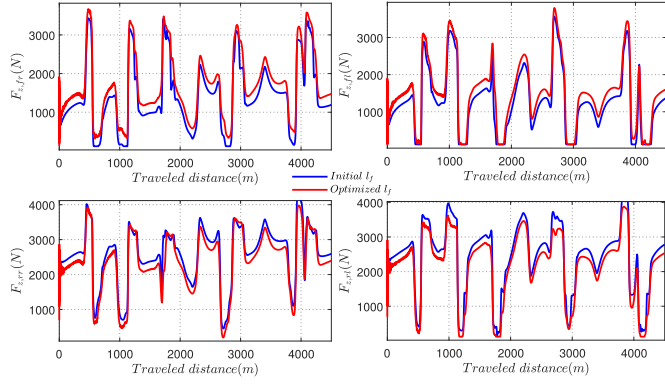 F_{z,fr}(N)
3000
2000
1000
0 1000 2000 3000 4000
Traveled distance(m)
F_{z,fl}(N)
3000
2000
1000
0 1000 2000 3000 4000
Traveled distance(m)
Initial l_f
Optimized l_f
F_{z,rr}(N)
4000
3000
2000
1000
0 1000 2000 3000 4000
Traveled distance(m)
F_{z,rl}(N)
4000
3000
2000
1000
0 1000 2000 3000 4000
Traveled distance(m)